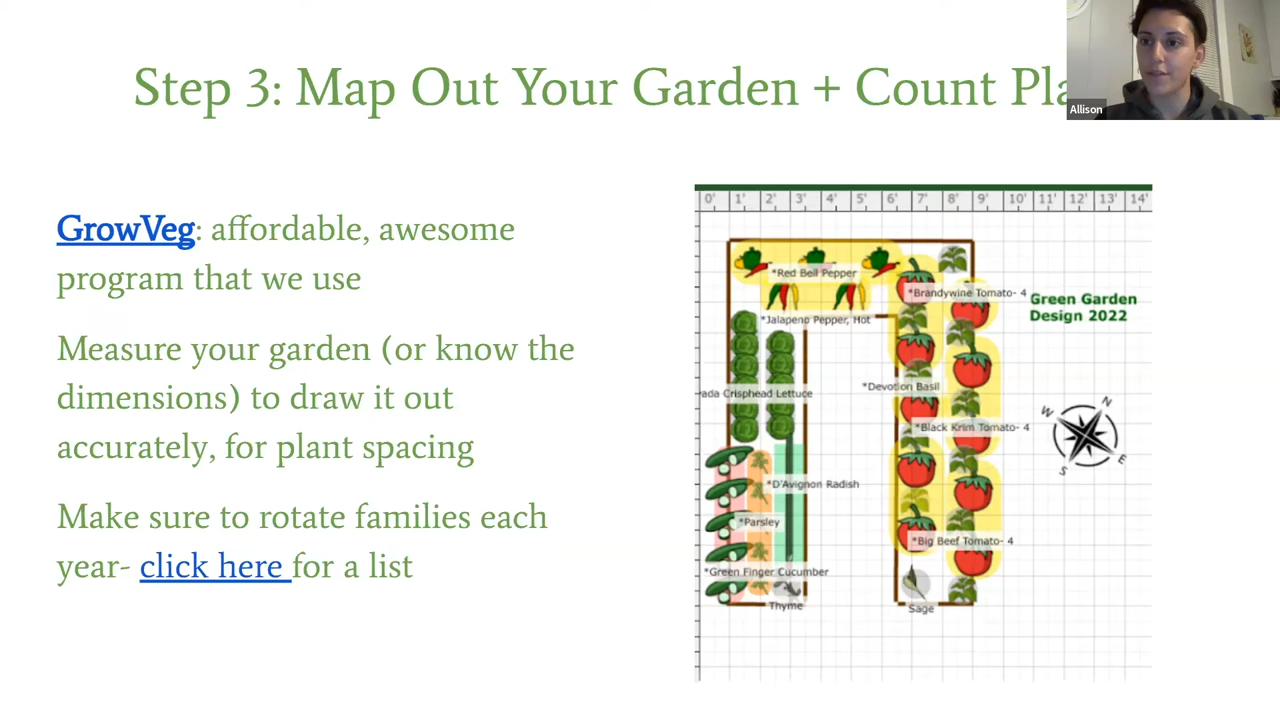 Step 3: Map Out Your Garden + Count
Allison
GrowVeg: affordable, awesome
program that we use
Measure your garden (or know the
dimensions) to draw it out
accurately, for plant spacing
Make sure to rotate families each
year- click here for a list
0' 1' 2' 3' 4' 5' 6' 7' 8' 9' 10' 11' 12' 13' 14'
*Red Bell Pepper
*Brandywine Tomato- 4
Green Garden
Design 2022
*Jalapeno Pepper, Hot
*Devotion Basil
Crisphead Lettuce
*Black Krim Tomato- 4
N
W
E
S
*D'Avignon Radish
*Parsley
*Big Beef Tomato- 4
*Green Finger Cucumber
Thyme
Sage